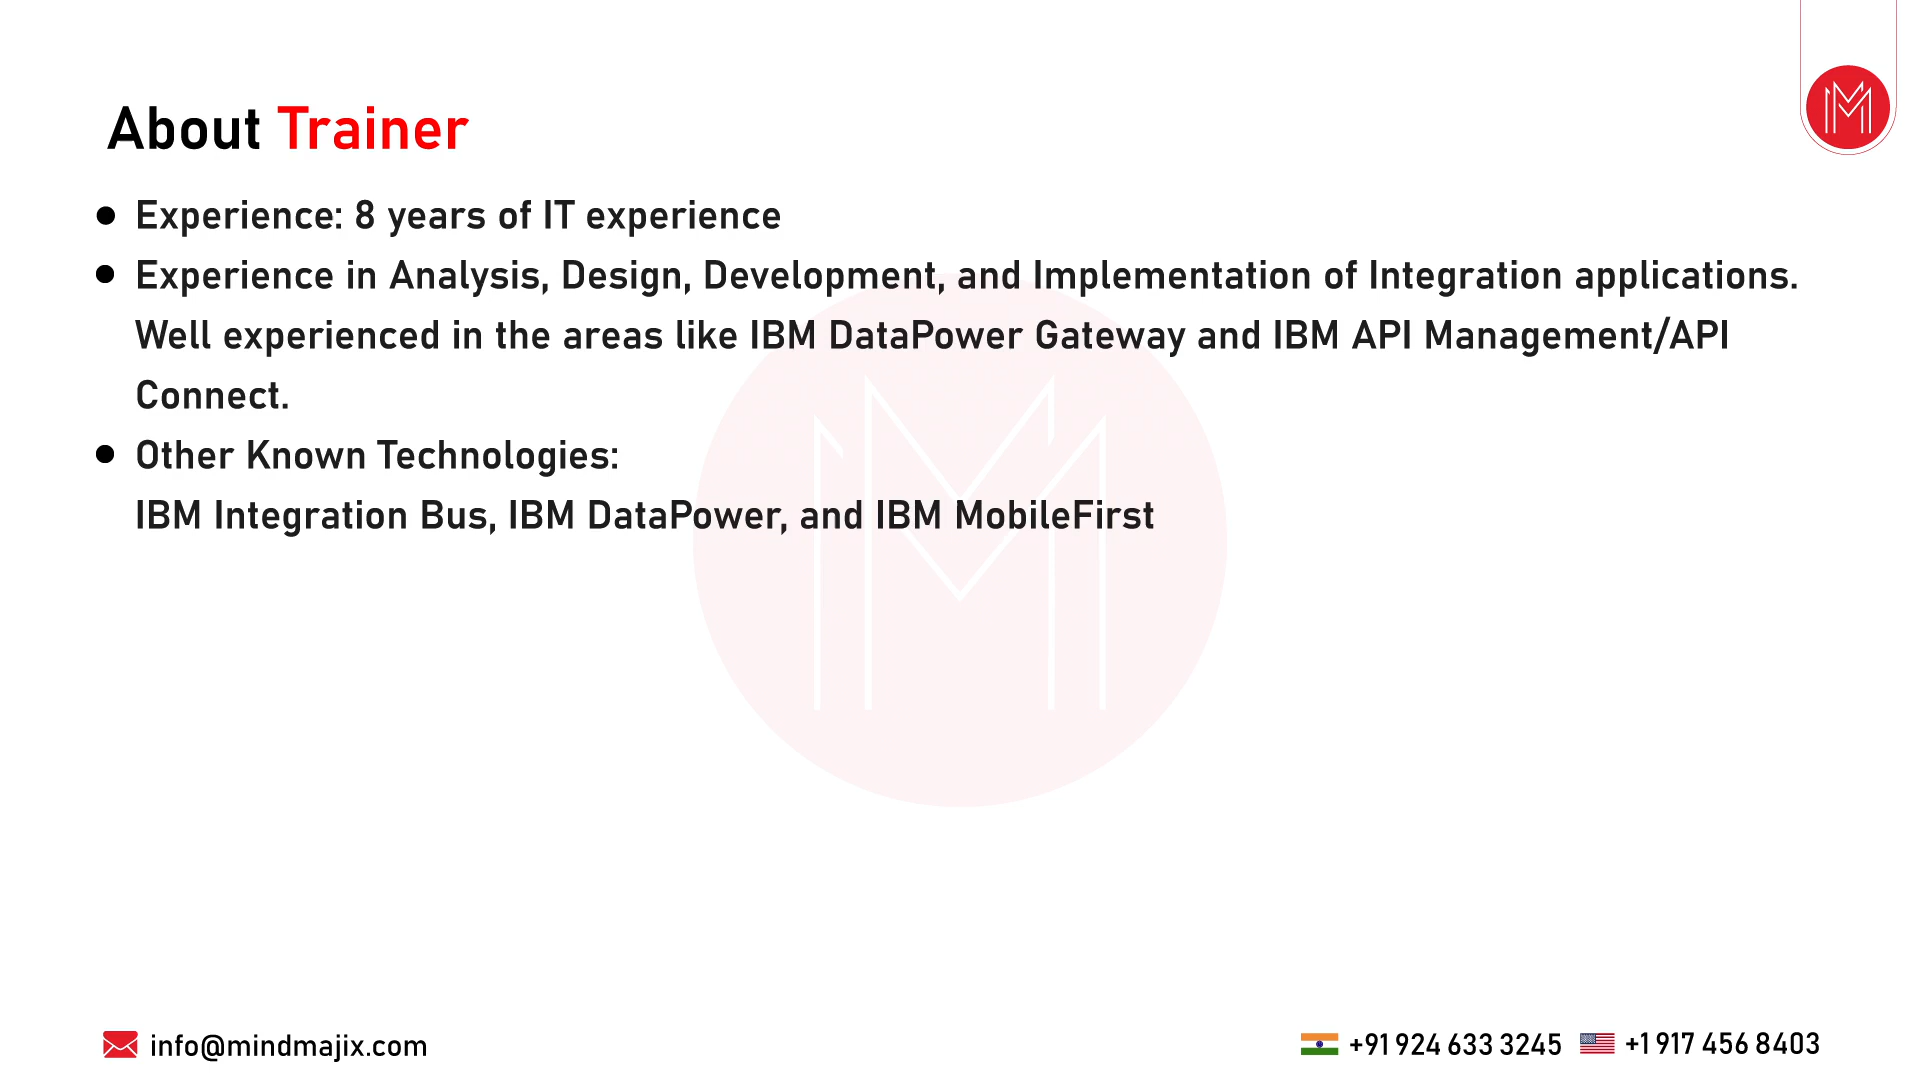 About Trainer
● Experience: 8 years of IT experience
● Experience in Analysis, Design, Development, and Implementation of Integration applications.
Well experienced in the areas like IBM DataPower Gateway and IBM API Management/API
Connect.
● Other Known Technologies:
IBM Integration Bus, IBM DataPower, and IBM MobileFirst
info@mindmajix.com
+91 924 633 3245
+1 917 456 8403